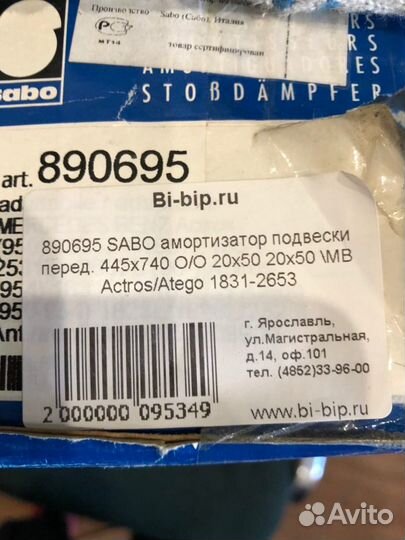 Производство Sabo (Сабо), Италия
РСТ
МГ14
товар сертифицирован
sabo
STOßDÄMPFER
art. 890695
Bi-bip.ru
890695 SABO амортизатор подвески
перед. 445x740 O/O 20x50 20x50 \MB
Actros/Atego 1831-2653
г. Ярославль,
ул.Магистральная,
д.14, оф.101
тел. (4852)33-96-00
2 000000 095349
www.bi-bip.ru
Avito